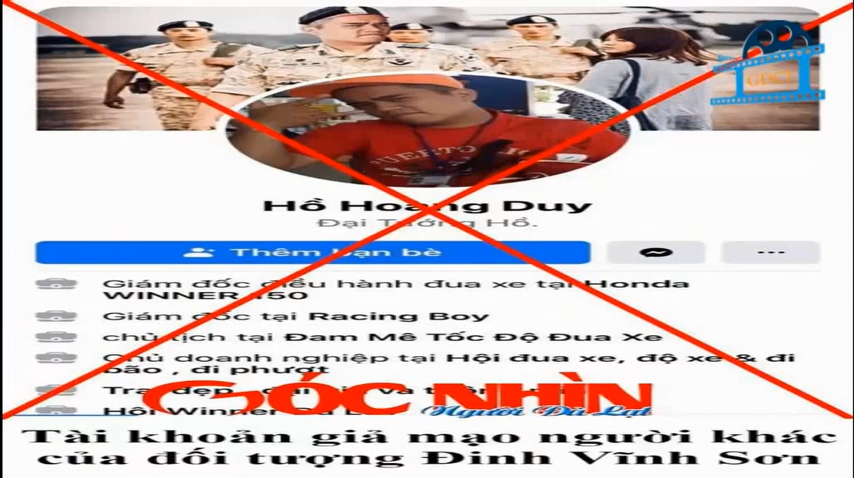 Hồ Hoàng Duy
Đại Tướng Hồ.
Thêm bạn bè
Giám đốc điều hành đua xe tại Honda
WINNER 150
Giám đốc tại Racing Boy
chủ tịch tại Đam Mê Tốc Độ Đua Xe
Chủ doanh nghiệp tại Hội đua xe, độ xe & đi
bão , đi phượt
GÓC NHÌN
Người Đà Lạt
Tài khoản giả mạo người khác
của đối tượng Đinh Vĩnh Sơn